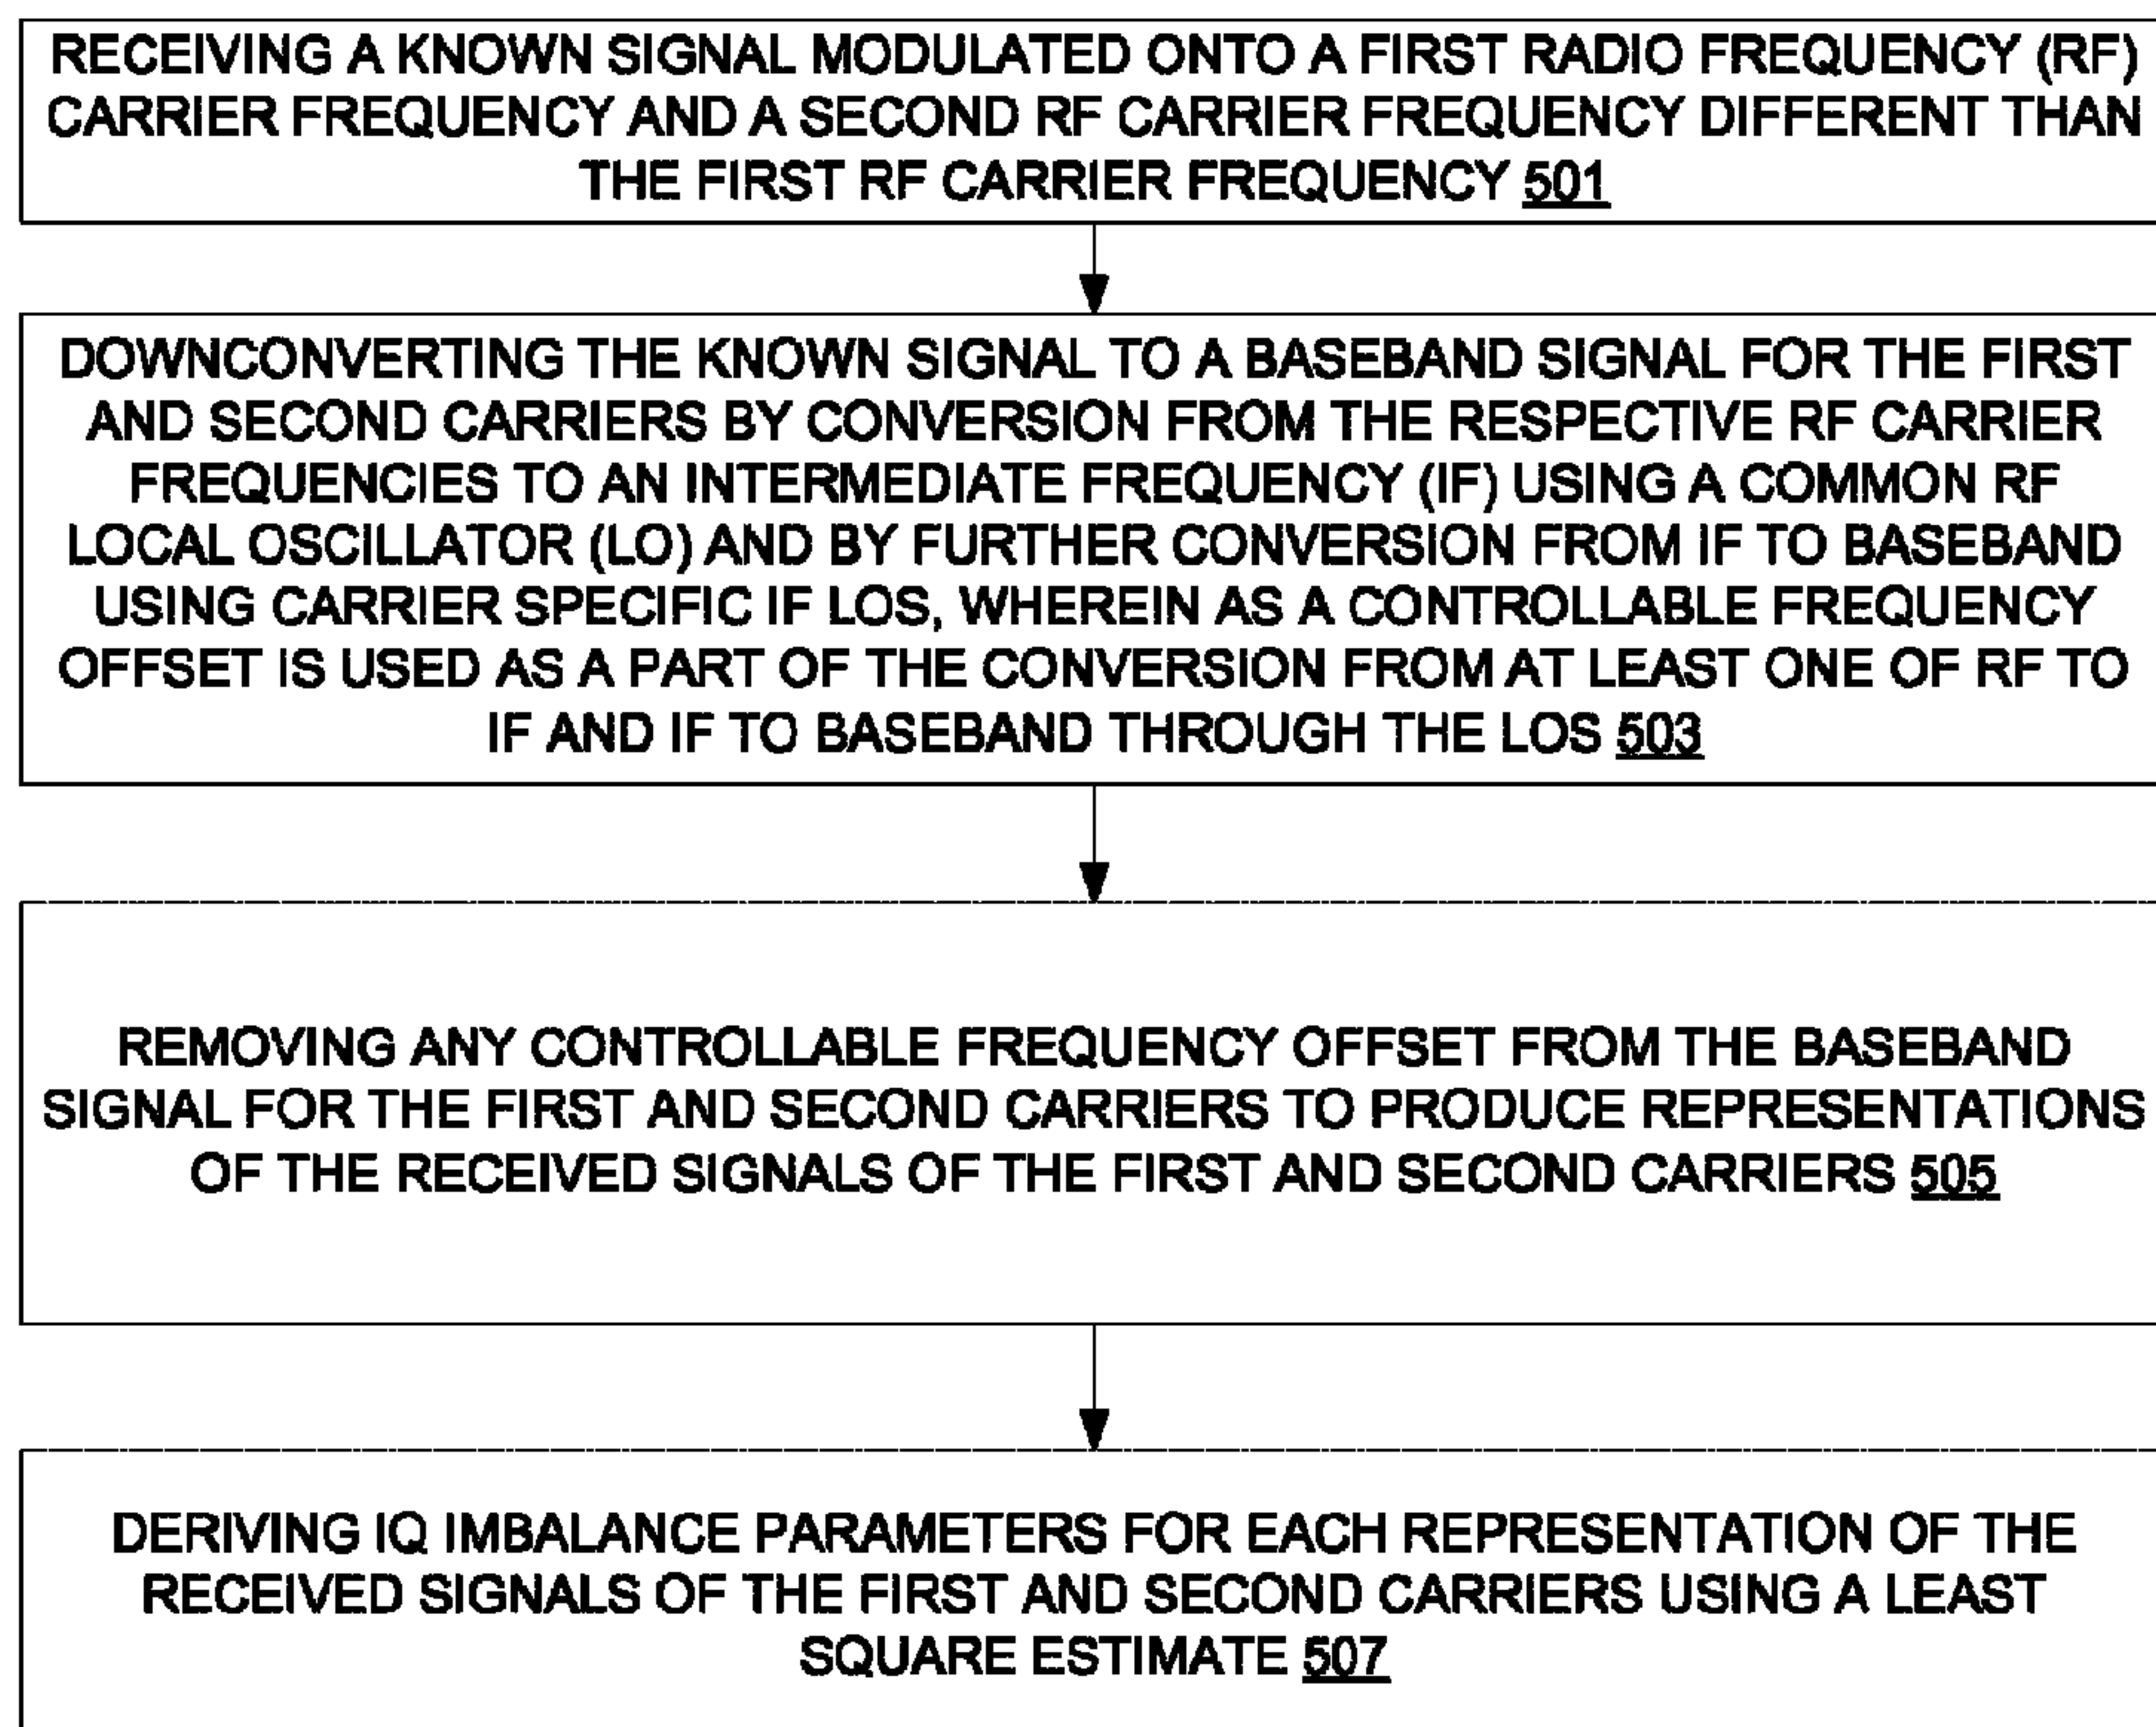 RECEIVING A KNOWN SIGNAL MODULATED ONTO A FIRST RADIO FREQUENCY (RF)
CARRIER FREQUENCY AND A SECOND RF CARRIER FREQUENCY DIFFERENT THAN
THE FIRST RF CARRIER FREQUENCY 501
DOWNCONVERTING THE KNOWN SIGNAL TO A BASEBAND SIGNAL FOR THE FIRST
AND SECOND CARRIERS BY CONVERSION FROM THE RESPECTIVE RF CARRIER
FREQUENCIES TO AN INTERMEDIATE FREQUENCY (IF) USING A COMMON RF
LOCAL OSCILLATOR (LO) AND BY FURTHER CONVERSION FROM IF TO BASEBAND
USING CARRIER SPECIFIC IF LOS, WHEREIN AS A CONTROLLABLE FREQUENCY
OFFSET IS USED AS A PART OF THE CONVERSION FROM AT LEAST ONE OF RF TO
IF AND IF TO BASEBAND THROUGH THE LOS 503
REMOVING ANY CONTROLLABLE FREQUENCY OFFSET FROM THE BASEBAND
SIGNAL FOR THE FIRST AND SECOND CARRIERS TO PRODUCE REPRESENTATIONS
OF THE RECEIVED SIGNALS OF THE FIRST AND SECOND CARRIERS 505
DERIVING IQ IMBALANCE PARAMETERS FOR EACH REPRESENTATION OF THE
RECEIVED SIGNALS OF THE FIRST AND SECOND CARRIERS USING A LEAST
SQUARE ESTIMATE 507